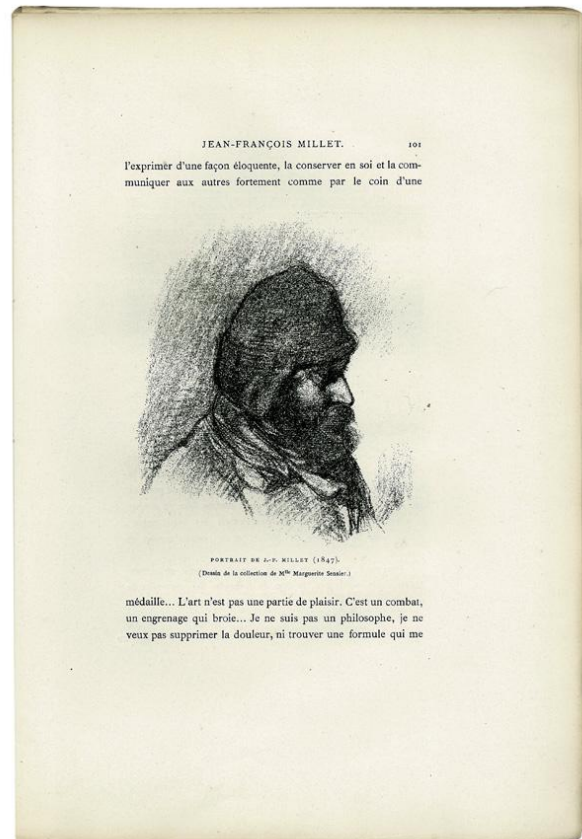 JEAN-FRANÇOIS MILLET. 101
l'exprimer d'une façon éloquente, la conserver en soi et la com-
muniquer aux autres fortement comme par le coin d'une
PORTRAIT DE J.-F. MILLET (1847).
(Dessin de la collection de Mlle Marguerite Sensier.)
médaille... L'art n'est pas une partie de plaisir. C'est un combat,
un engrenage qui broie... Je ne suis pas un philosophe, je ne
veux pas supprimer la douleur, ni trouver une formule qui me